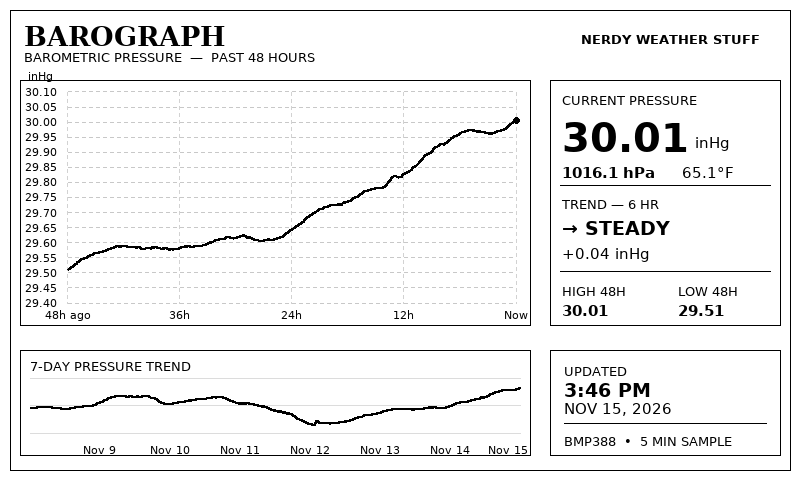 BAROGRAPH
BAROMETRIC PRESSURE — PAST 48 HOURS
NERDY WEATHER STUFF
inHg
30.10
30.05
30.00
29.95
29.90
29.85
29.80
29.75
29.70
29.65
29.60
29.55
29.50
29.45
29.40
48h ago 36h 24h 12h Now
CURRENT PRESSURE
30.01 inHg
1016.1 hPa 65.1°F
TREND — 6 HR
→ STEADY
+0.04 inHg
HIGH 48H LOW 48H
30.01 29.51
7-DAY PRESSURE TREND
Nov 9 Nov 10 Nov 11 Nov 12 Nov 13 Nov 14 Nov 15
UPDATED
3:46 PM
NOV 15, 2026
BMP388 • 5 MIN SAMPLE